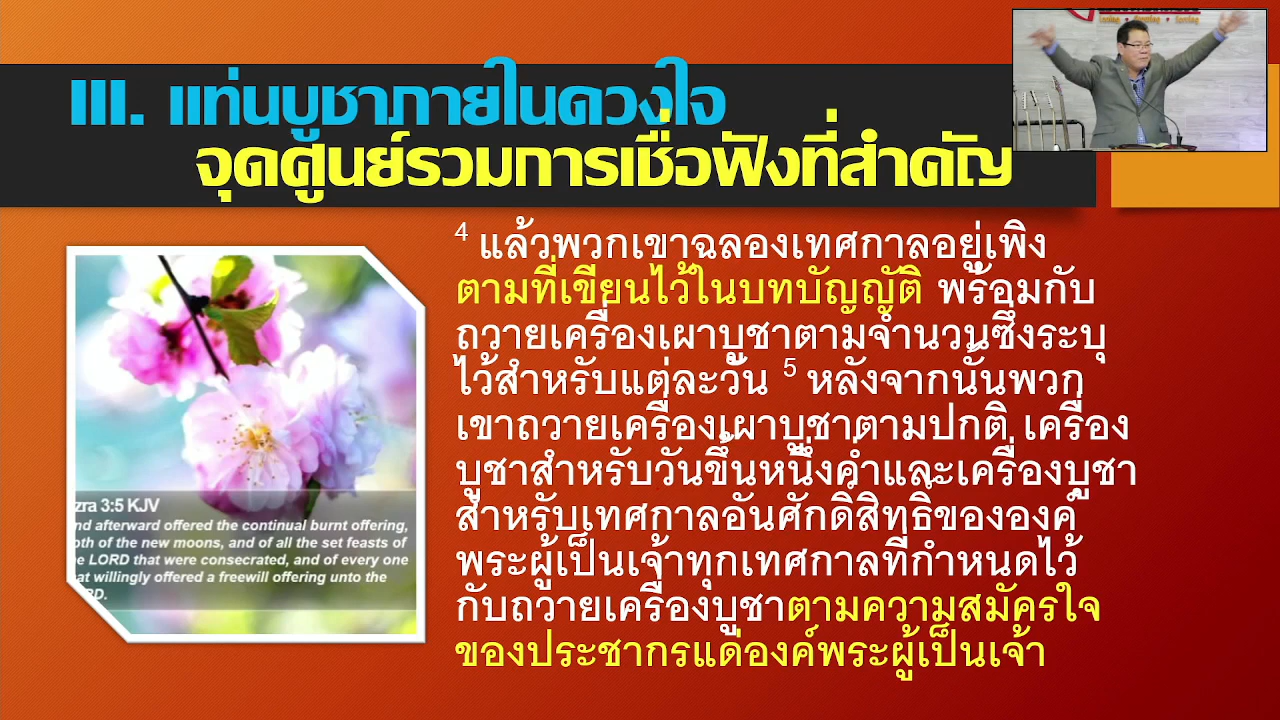 III. แท่นบูชาภายในดวงใจ
จุดศูนย์รวมการเชื่อฟังที่สำคัญ
4 แล้วพวกเขาฉลองเทศกาลอยู่เพิง
ตามที่เขียนไว้ในบทบัญญัติ พร้อมกับ
ถวายเครื่องเผาบูชาตามจำนวนซึ่งระบุ
ไว้สำหรับแต่ละวัน 5 หลังจากนั้นพวก
เขาถวายเครื่องเผาบูชาตามปกติ เครื่อง
บูชาสำหรับวันขึ้นหนึ่งค่ำและเครื่องบูชา
สำหรับเทศกาลอันศักดิ์สิทธิ์ขององค์
พระผู้เป็นเจ้าทุกเทศกาลที่กำหนดไว้
กับถวายเครื่องบูชาตามความสมัครใจ
ของประชากรแด่องค์พระผู้เป็นเจ้า
zra 3:5 KJV
nd afterward offered the continual burnt offering,
oth of the new moons, and of all the set feasts of
e LORD that were consecrated, and of every one
at willingly offered a freewill offering unto the
RD.